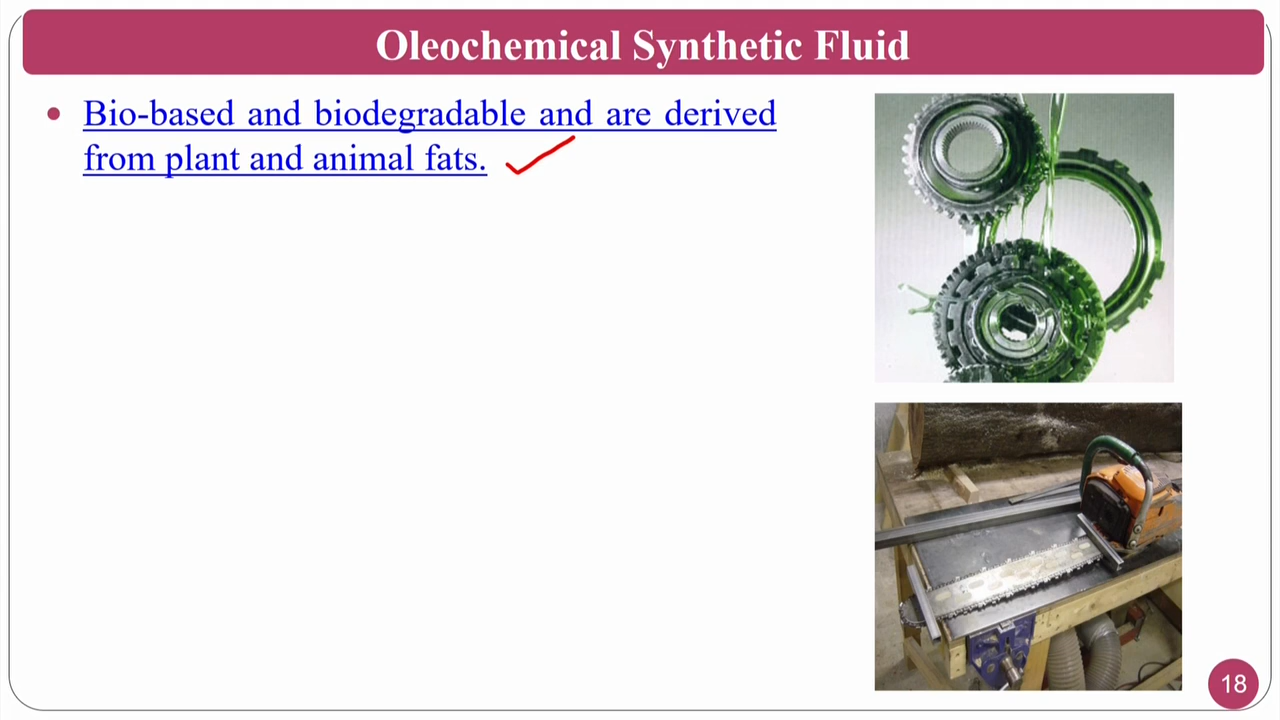 Oleochemical Synthetic Fluid
• Bio-based and biodegradable and are derived
from plant and animal fats.
18